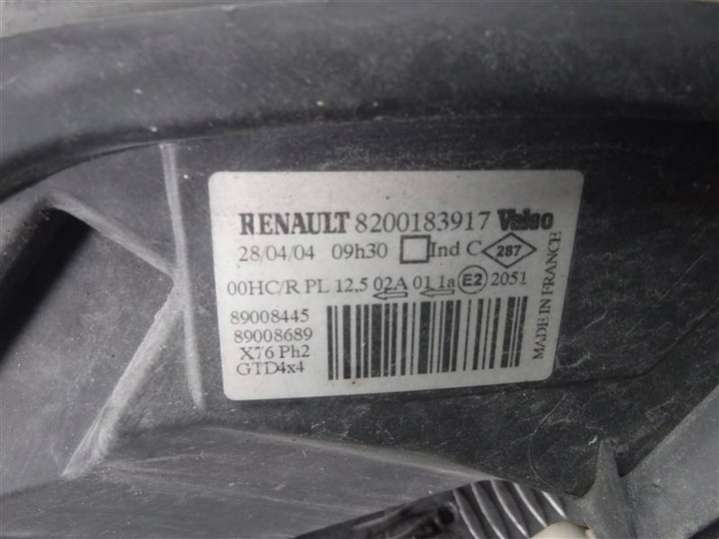 RENAULT 8200183917 Valeo
28/04/04 09h30 Ind C 287
00HC/R PL 12,5 02A 01 1a E2 2051
89008445
89008689
X76 Ph2
GTD4x4
MADE IN FRANCE